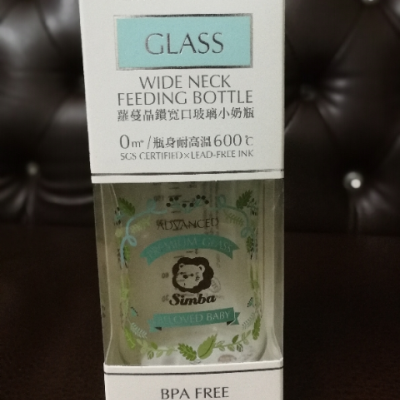 GLASS
WIDE NECK
FEEDING BOTTLE
蘿蔓晶鑽寬口玻璃小奶瓶
0m+/瓶身耐高溫600℃
SGS CERTIFIED×LEAD-FREE INK
ADVANCED
Simba
BELOVED BABY
BPA FREE